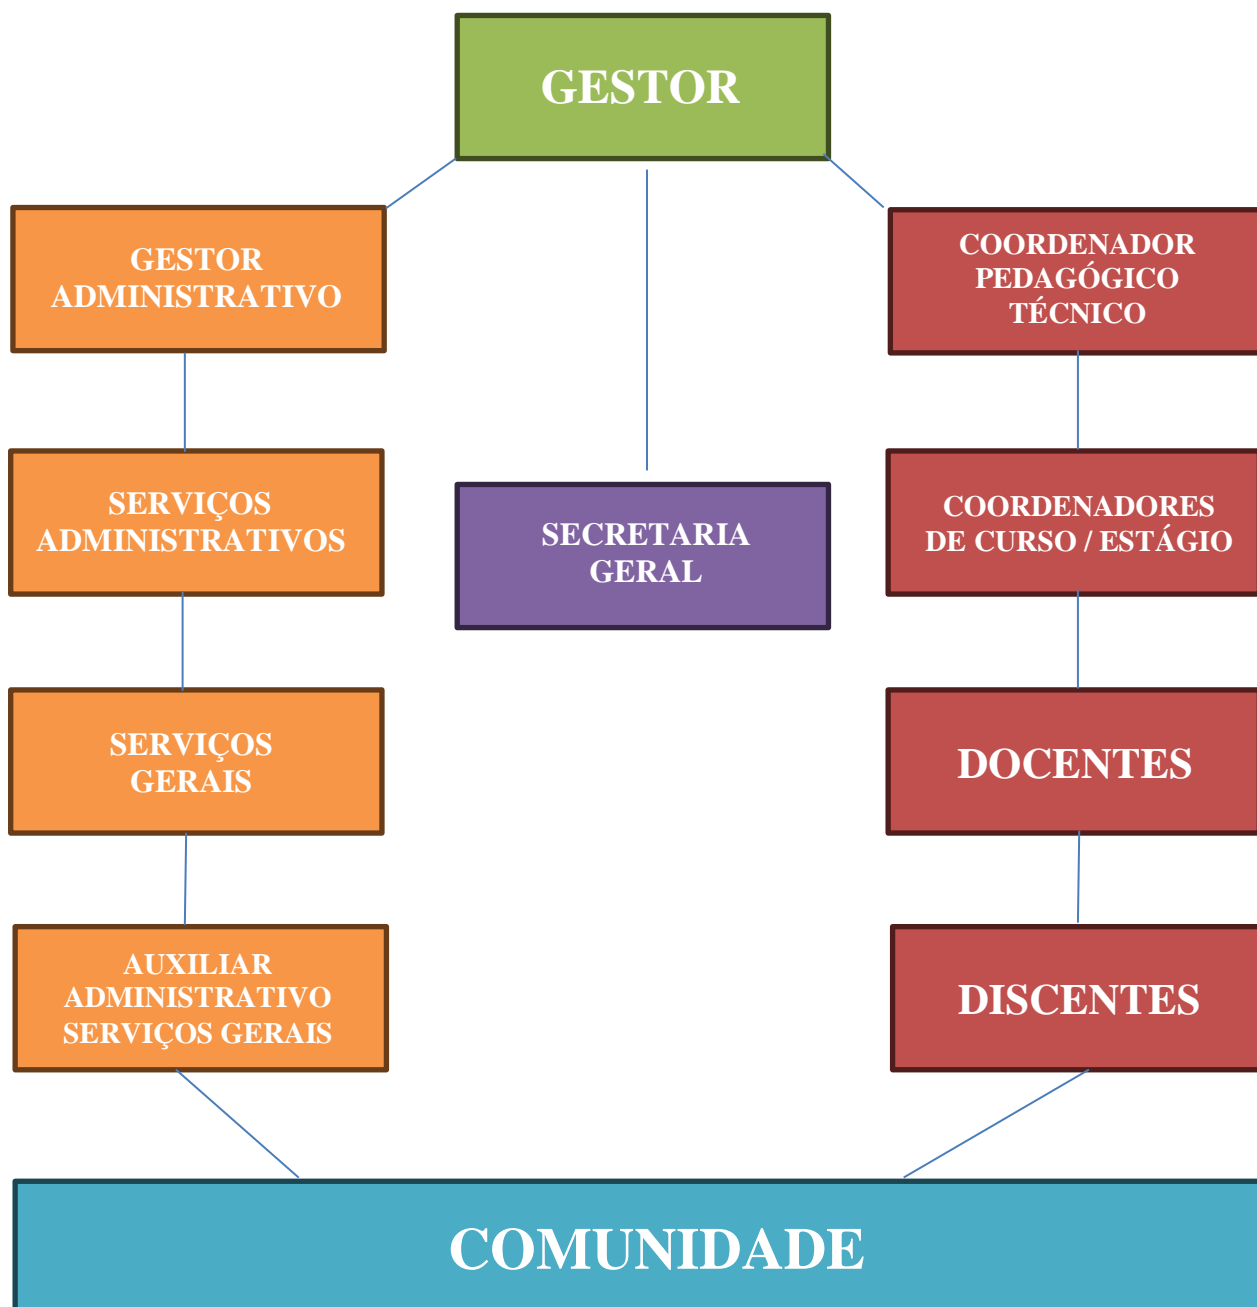 GESTOR
GESTOR
ADMINISTRATIVO
COORDENADOR
PEDAGÓGICO
TÉCNICO
SERVIÇOS
ADMINISTRATIVOS
SECRETARIA
GERAL
COORDENADORES
DE CURSO / ESTÁGIO
SERVIÇOS
GERAIS
DOCENTES
AUXILIAR
ADMINISTRATIVO
SERVIÇOS GERAIS
DISCENTES
COMUNIDADE